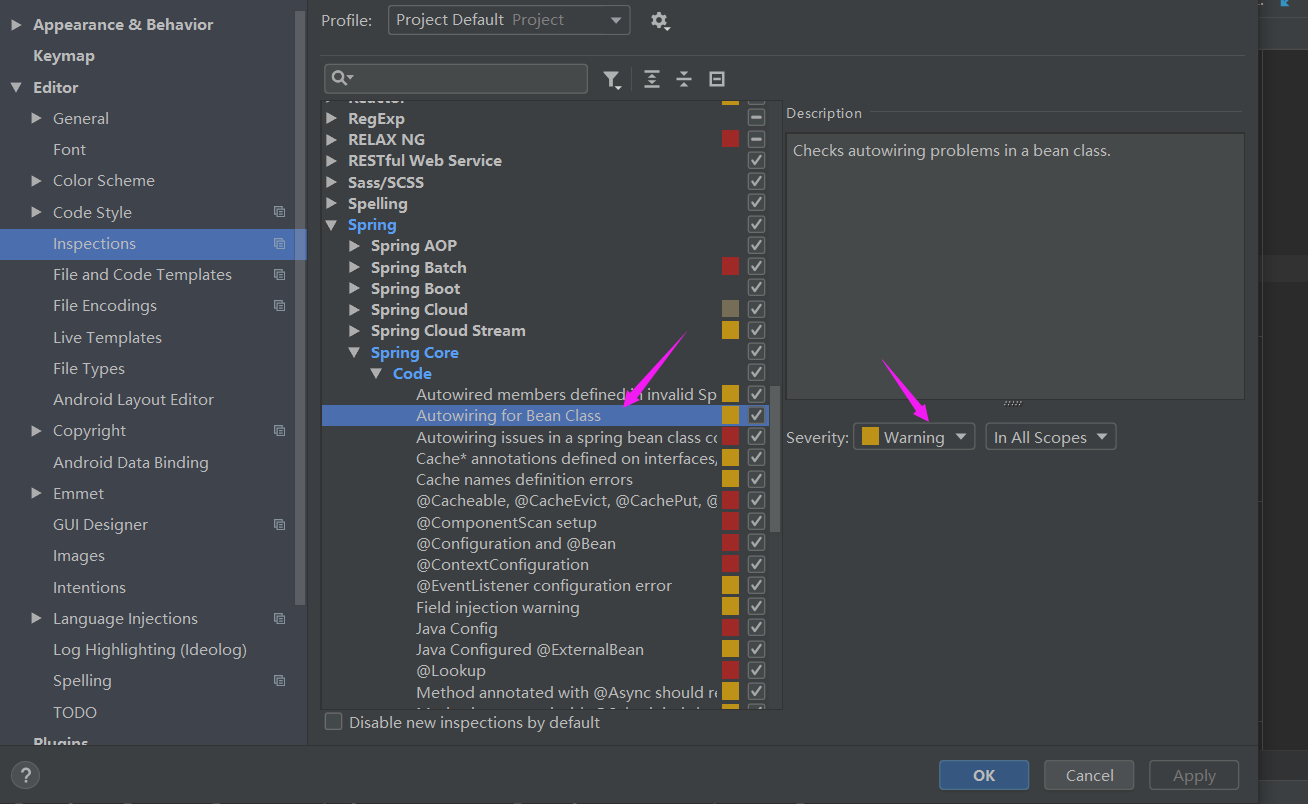 Appearance & Behavior
Keymap
Editor
General
Font
Color Scheme
Code Style
Inspections
File and Code Templates
File Encodings
Live Templates
File Types
Android Layout Editor
Copyright
Android Data Binding
Emmet
GUI Designer
Images
Intentions
Language Injections
Log Highlighting (Ideolog)
Spelling
TODO
Plugins
Profile: Project Default Project
Reactor
RegExp
RELAX NG
RESTful Web Service
Sass/SCSS
Spelling
Spring
Spring AOP
Spring Batch
Spring Boot
Spring Cloud
Spring Cloud Stream
Spring Core
Code
Autowired members defined in invalid Sp
Autowiring for Bean Class
Autowiring issues in a spring bean class co
Cache* annotations defined on interfaces,
Cache names definition errors
@Cacheable, @CacheEvict, @CachePut, @
@ComponentScan setup
@Configuration and @Bean
@ContextConfiguration
@EventListener configuration error
Field injection warning
Java Config
Java Configured @ExternalBean
@Lookup
Method annotated with @Async should re
Disable new inspections by default
Description
Checks autowiring problems in a bean class.
Severity: Warning In All Scopes
? OK Cancel Apply